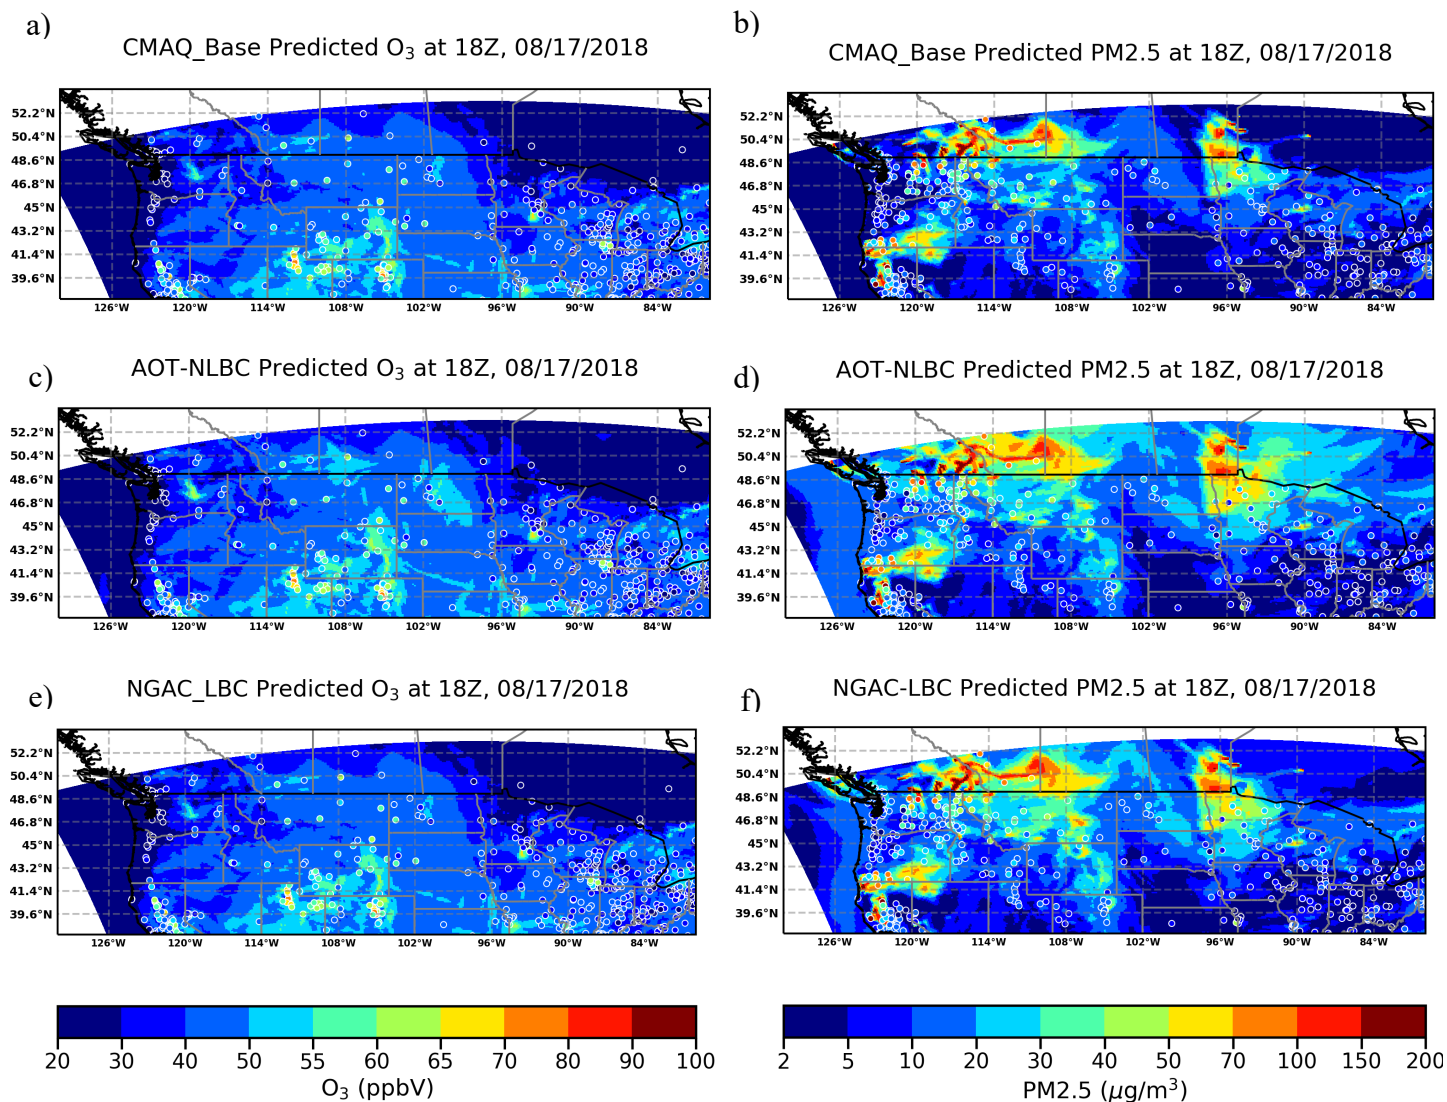 a)
CMAQ_Base Predicted O3 at 18Z, 08/17/2018
52.2°N
50.4°N
48.6°N
46.8°N
45°N
43.2°N
41.4°N
39.6°N
126°W 120°W 114°W 108°W 102°W 96°W 90°W 84°W
b)
CMAQ_Base Predicted PM2.5 at 18Z, 08/17/2018
52.2°N
50.4°N
48.6°N
46.8°N
45°N
43.2°N
41.4°N
39.6°N
126°W 120°W 114°W 108°W 102°W 96°W 90°W 84°W
c)
AOT-NLBC Predicted O3 at 18Z, 08/17/2018
52.2°N
50.4°N
48.6°N
46.8°N
45°N
43.2°N
41.4°N
39.6°N
126°W 120°W 114°W 108°W 102°W 96°W 90°W 84°W
d)
AOT-NLBC Predicted PM2.5 at 18Z, 08/17/2018
52.2°N
50.4°N
48.6°N
46.8°N
45°N
43.2°N
41.4°N
39.6°N
126°W 120°W 114°W 108°W 102°W 96°W 90°W 84°W
e)
NGAC_LBC Predicted O3 at 18Z, 08/17/2018
52.2°N
50.4°N
48.6°N
46.8°N
45°N
43.2°N
41.4°N
39.6°N
126°W 120°W 114°W 108°W 102°W 96°W 90°W 84°W
f)
NGAC-LBC Predicted PM2.5 at 18Z, 08/17/2018
52.2°N
50.4°N
48.6°N
46.8°N
45°N
43.2°N
41.4°N
39.6°N
126°W 120°W 114°W 108°W 102°W 96°W 90°W 84°W
20 30 40 50 55 60 65 70 80 90 100
O3 (ppbV)
2 5 10 20 30 40 50 70 100 150 200
PM2.5 (μg/m³)